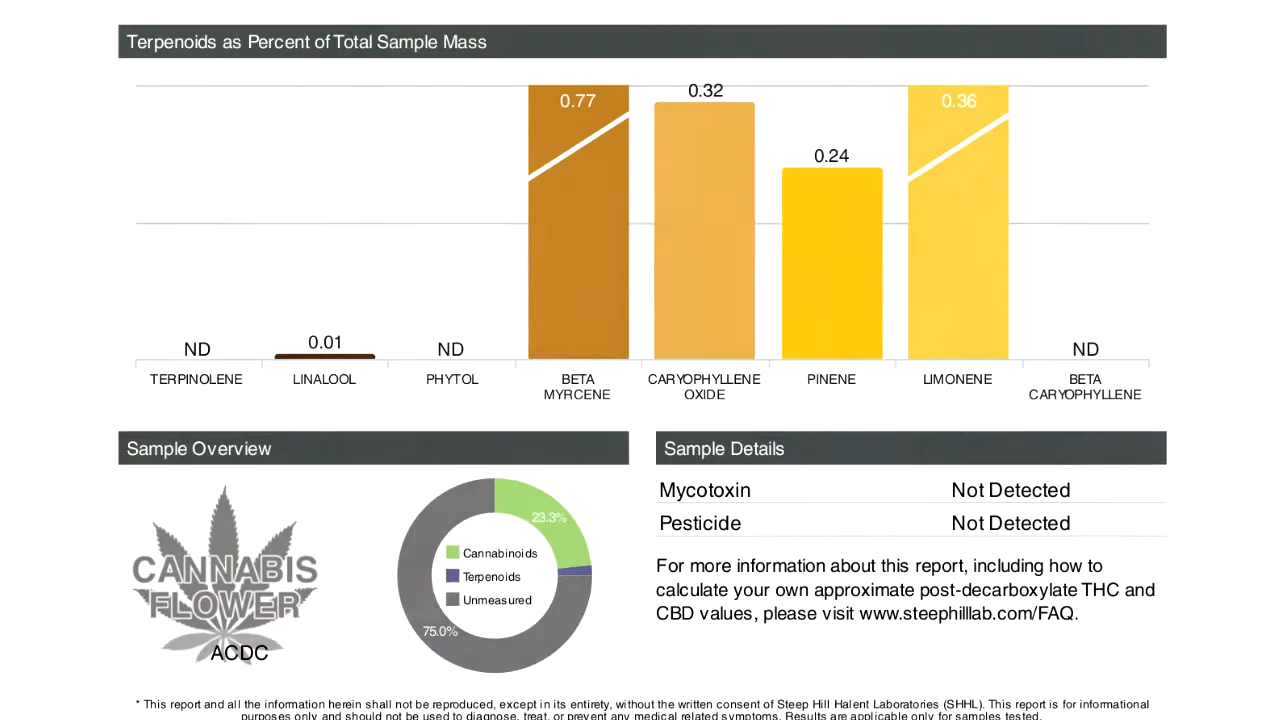 Terpenoids as Percent of Total Sample Mass
0.77
0.32
0.24
0.36
ND
0.01
ND
ND
TERPINOLENE
LINALOOL
PHYTOL
BETA
MYRCENE
CARYOPHYLLENE
OXIDE
PINENE
LIMONENE
BETA
CARYOPHYLLENE
Sample Overview
CANNABIS
FLOWER
ACDC
23.3%
Cannabinoids
Terpenoids
Unmeasured
75.0%
Sample Details
Mycotoxin Not Detected
Pesticide Not Detected
For more information about this report, including how to
calculate your own approximate post-decarboxylate THC and
CBD values, please visit www.steephilllab.com/FAQ.
* This report and all the information herein shall not be reproduced, except in its entirety, without the written consent of Steep Hill Halent Laboratories (SHHL). This report is for informational
purposes only and should not be used to diagnose, treat, or prevent any medical related symptoms. Results are applicable only for samples tested.